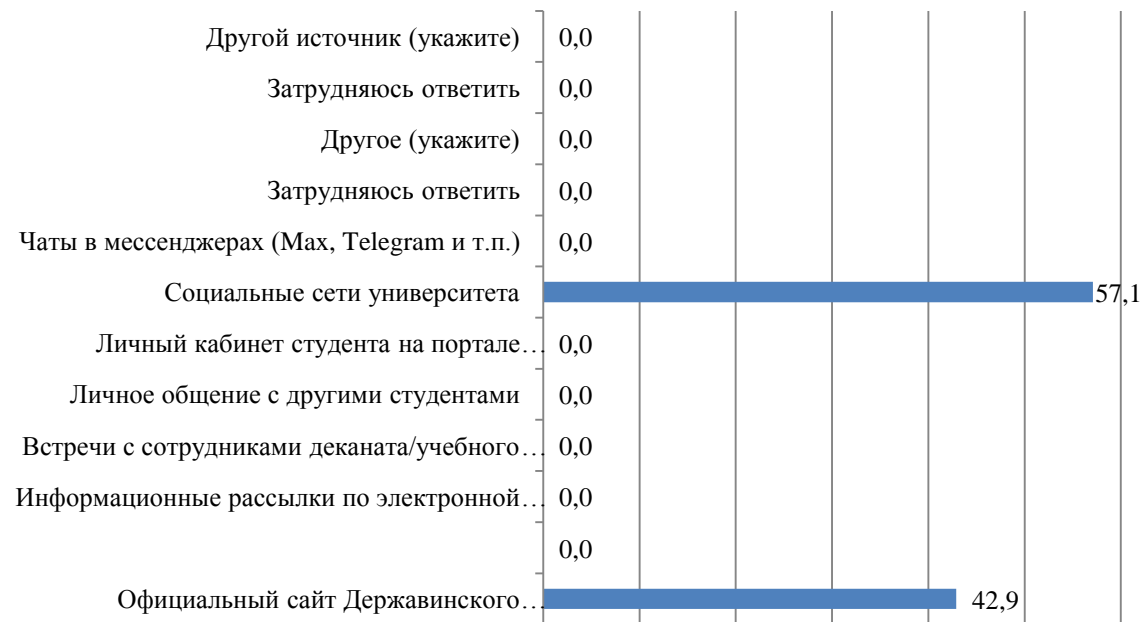 Другой источник (укажите) 0,0
Затрудняюсь ответить 0,0
Другое (укажите) 0,0
Затрудняюсь ответить 0,0
Чаты в мессенджерах (Max, Telegram и т.п.) 0,0
Социальные сети университета 57,1
Личный кабинет студента на портале… 0,0
Личное общение с другими студентами 0,0
Встречи с сотрудниками деканата/учебного… 0,0
Информационные рассылки по электронной… 0,0
0,0
Официальный сайт Державинского… 42,9